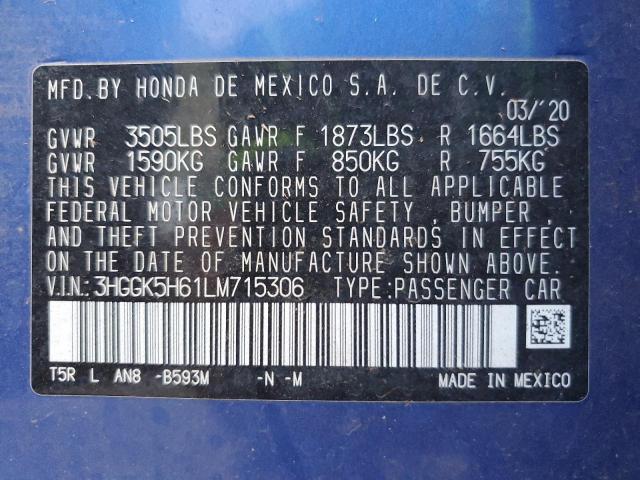 MFD. BY HONDA DE MEXICO S.A. DE C.V.
03/'20
GVWR 3505LBS GAWR F 1873LBS R 1664LBS
GVWR 1590KG GAWR F 850KG R 755KG
THIS VEHICLE CONFORMS TO ALL APPLICABLE
FEDERAL MOTOR VEHICLE SAFETY , BUMPER ,
AND THEFT PREVENTION STANDARDS IN EFFECT
ON THE DATE OF MANUFACTURE SHOWN ABOVE.
V.I.N.: 3HGGK5H61LM715306 TYPE: PASSENGER CAR
T5R L AN8 -B593M -N -M MADE IN MEXICO